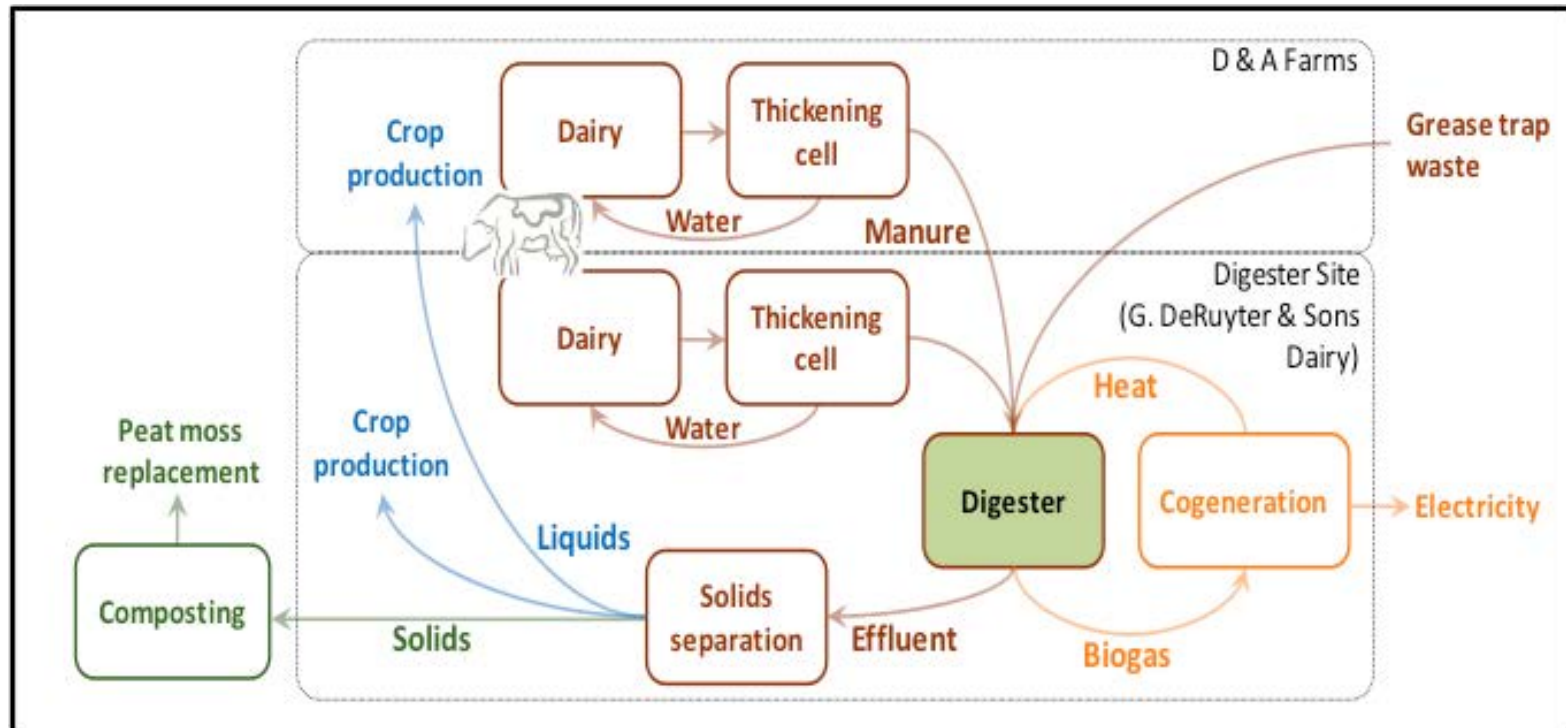 D & A Farms
Crop
production
Dairy
Thickening
cell
Water
Manure
Grease trap
waste
Digester Site
(G. DeRuyter & Sons
Dairy)
Dairy
Thickening
cell
Water
Heat
Crop
production
Peat moss
replacement
Digester
Cogeneration
Electricity
Liquids
Composting
Solids
Solids
separation
Effluent
Biogas